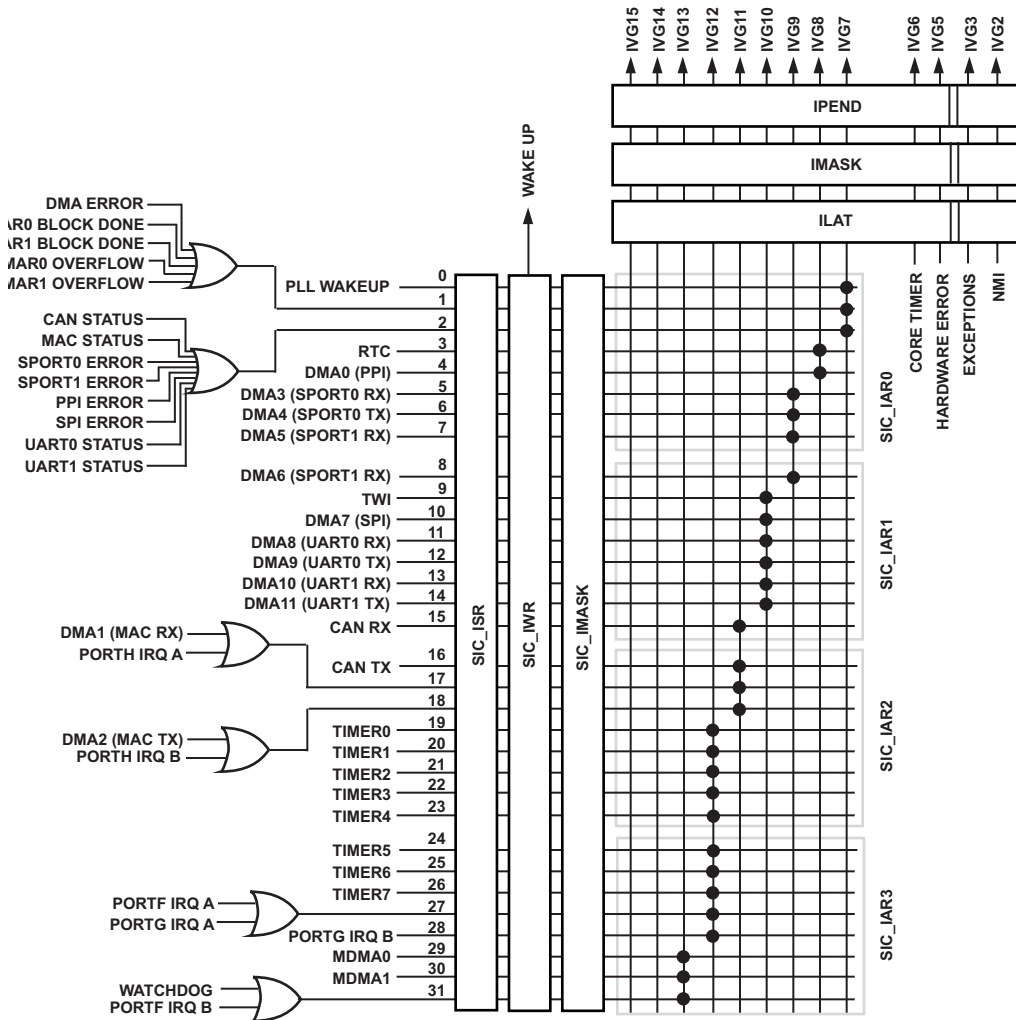 IVG15
IVG14
IVG13
IVG12
IVG11
IVG10
IVG9
IVG8
IVG7
IVG6
IVG5
IVG3
IVG2
IPEND
IMASK
ILAT
WAKE UP
CORE TIMER
HARDWARE ERROR
EXCEPTIONS
NMI
DMA ERROR
AR0 BLOCK DONE
AR1 BLOCK DONE
MAR0 OVERFLOW
MAR1 OVERFLOW
CAN STATUS
MAC STATUS
SPORT0 ERROR
SPORT1 ERROR
PPI ERROR
SPI ERROR
UART0 STATUS
UART1 STATUS
PLL WAKEUP 0
1
2
RTC 3
DMA0 (PPI) 4
DMA3 (SPORT0 RX) 5
DMA4 (SPORT0 TX) 6
DMA5 (SPORT1 RX) 7
DMA6 (SPORT1 RX) 8
TWI 9
DMA7 (SPI) 10
DMA8 (UART0 RX) 11
DMA9 (UART0 TX) 12
DMA10 (UART1 RX) 13
DMA11 (UART1 TX) 14
CAN RX 15
DMA1 (MAC RX)
PORTH IRQ A
CAN TX 16
17
18
DMA2 (MAC TX)
PORTH IRQ B
TIMER0 19
TIMER1 20
TIMER2 21
TIMER3 22
TIMER4 23
TIMER5 24
TIMER6 25
TIMER7 26
PORTF IRQ A
PORTG IRQ A
27
PORTG IRQ B 28
MDMA0 29
MDMA1 30
31
WATCHDOG
PORTF IRQ B
SIC_ISR
SIC_IWR
SIC_IMASK
SIC_IAR0
SIC_IAR1
SIC_IAR2
SIC_IAR3